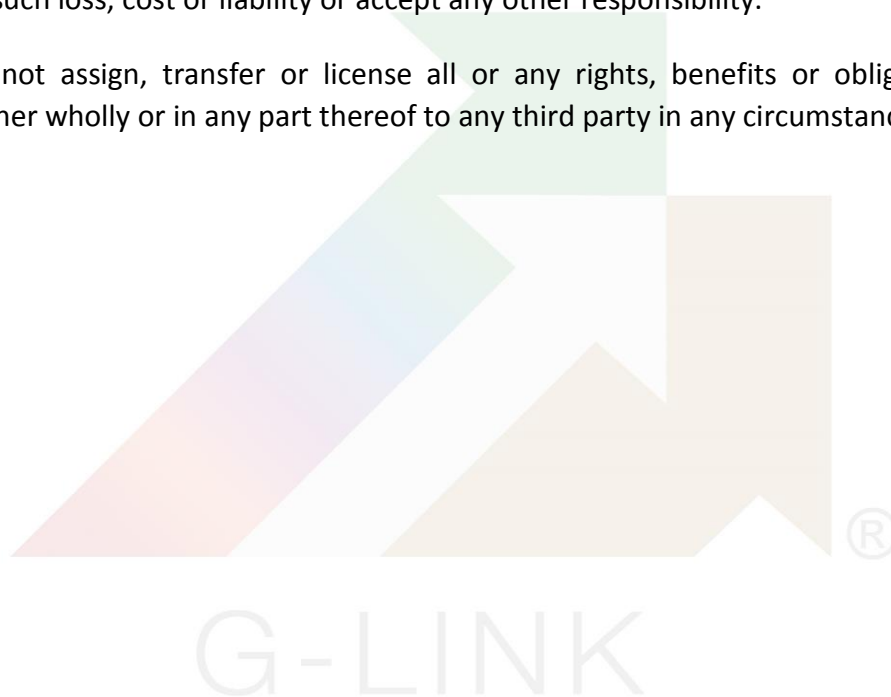 such loss, cost or liability or accept any other responsibility.
not assign, transfer or license all or any rights, benefits or oblig
her wholly or in any part thereof to any third party in any circumstanc
®
G-LINK